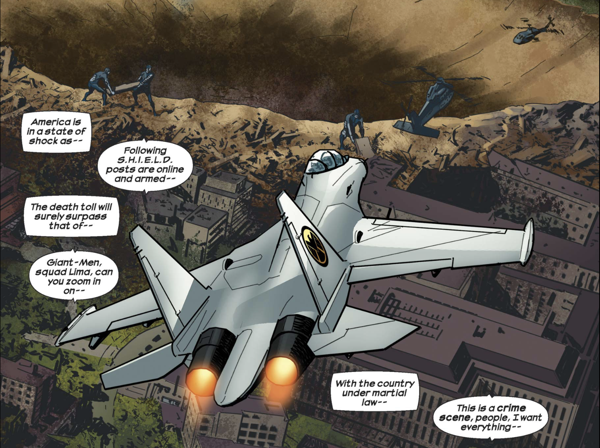 America is
in a state of
shock as--
Following
S.H.I.E.L.D.
posts are online
and armed--
The death toll will
surely surpass
that of--
Giant-Men,
squad Lima, can
you zoom in
on--
With the country
under martial
law--
This is a crime
scene, people, I want
everything--